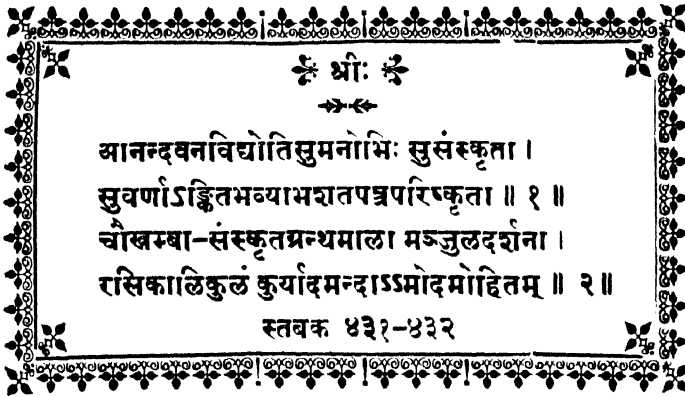 श्रीः
आनन्दवनविद्योतिसुमनोभिः सुसंस्कृता ।
सुवर्णाऽङ्कितभव्याभशतपत्रपरिष्कृता ॥ १ ॥
चौखम्बा-संस्कृतग्रन्थमाला मञ्जुलदर्शना ।
रसिकालिकुलं कुर्यादमन्दाऽऽमोदमोहितम् ॥ २॥
स्तबक ४३१-४३२